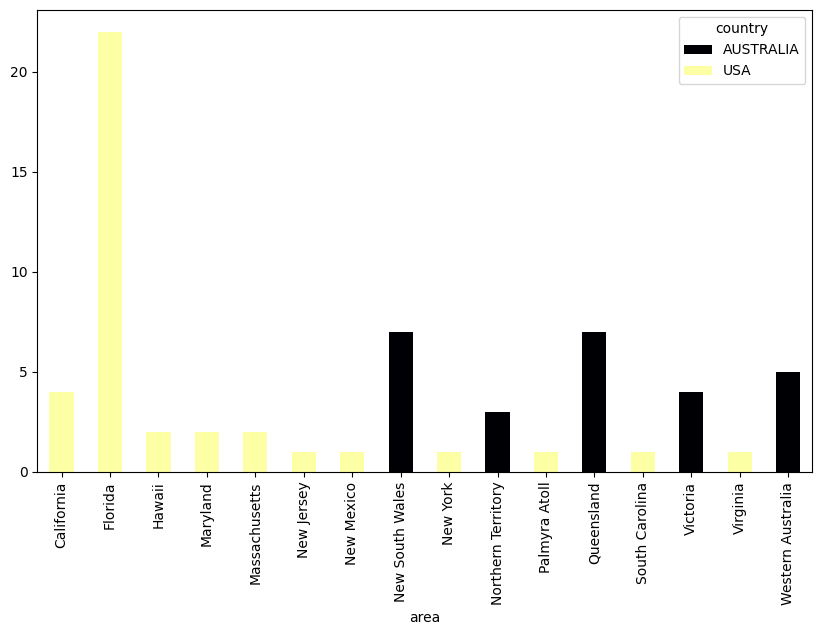 country
AUSTRALIA
USA
20
15
10
5
0
California
Florida
Hawaii
Maryland
Massachusetts
New Jersey
New Mexico
New South Wales
New York
Northern Territory
Palmyra Atoll
Queensland
South Carolina
Victoria
Virginia
Western Australia
area